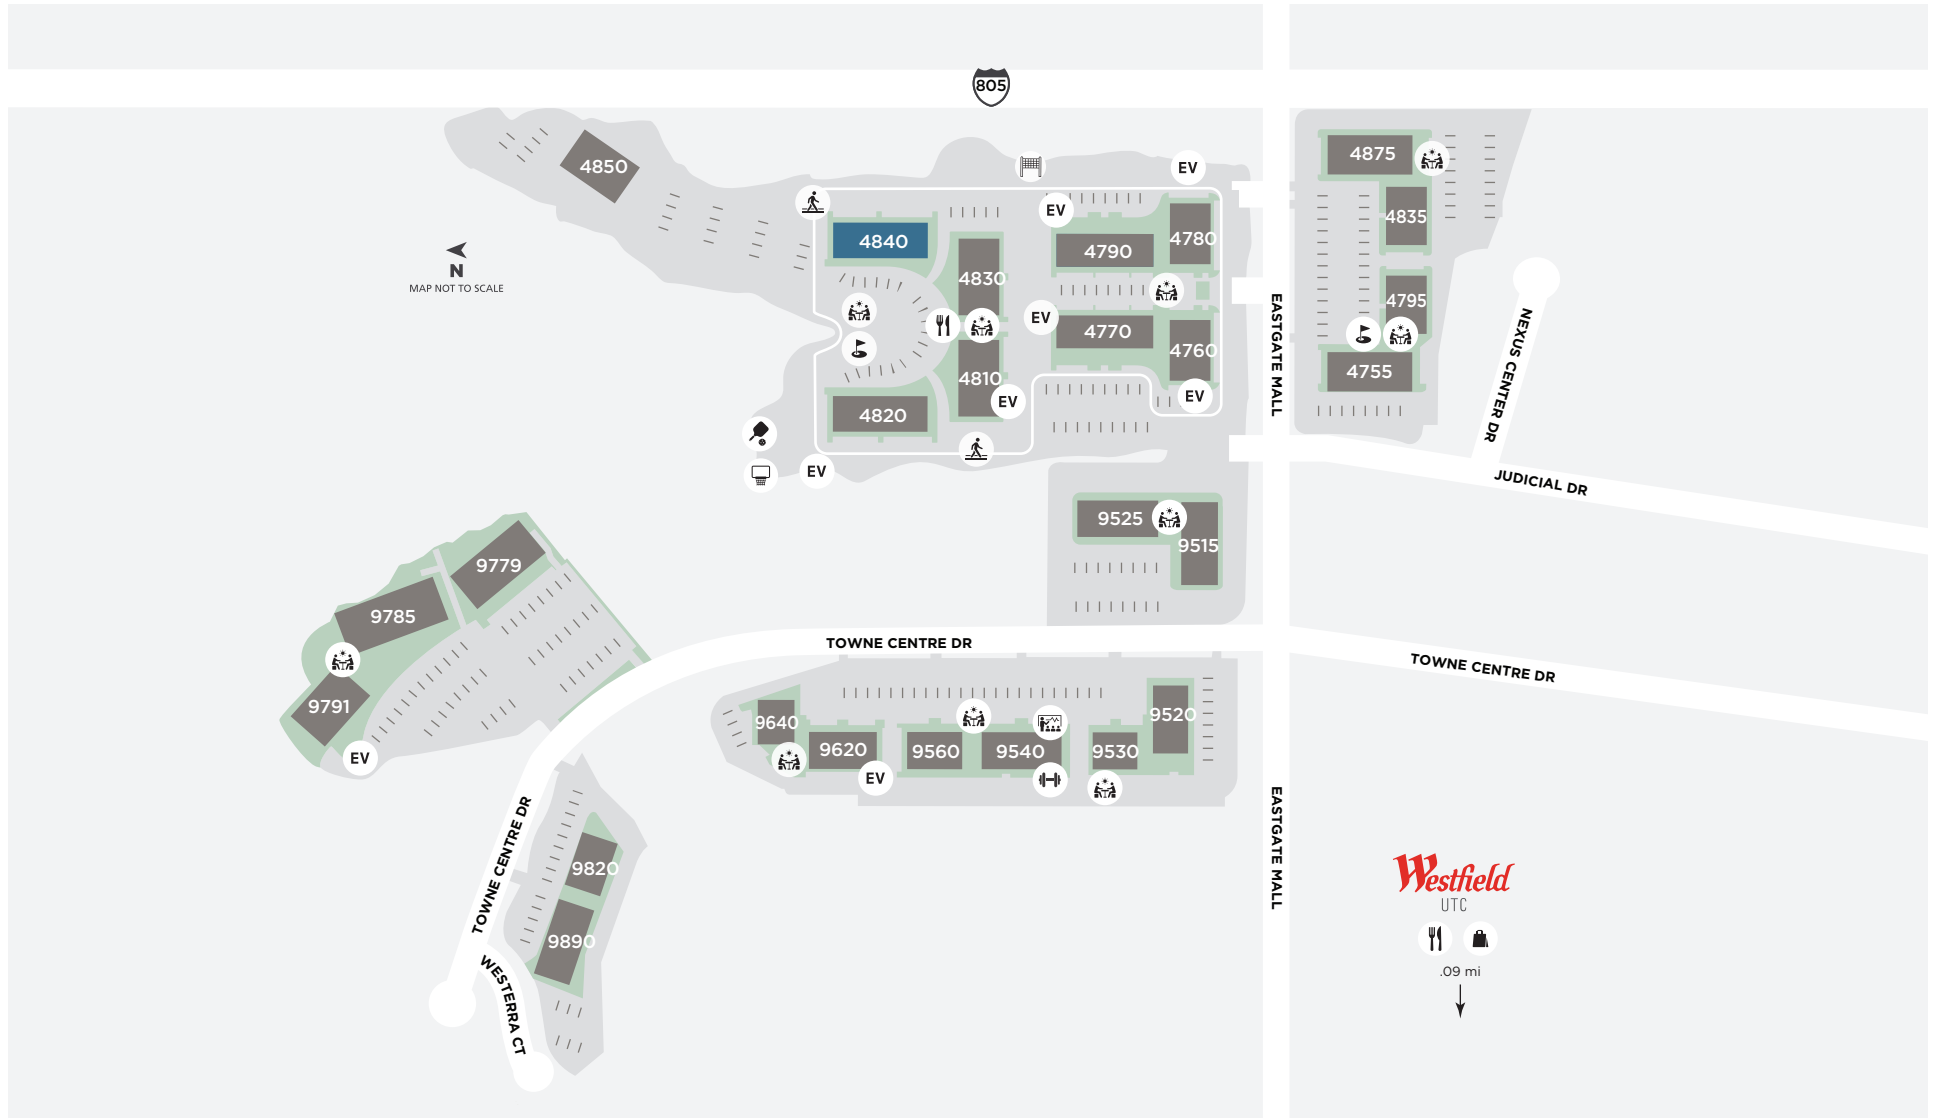 805
4850
EV
4875
4835
EV
4840
4780
4790
N
MAP NOT TO SCALE
4830
4795
EV
4770
4760
EASTGATE MALL
NEXUS CENTER DR
4755
4810
EV
EV
4820
EV
JUDICIAL DR
9525
9515
9779
9785
TOWNE CENTRE DR
TOWNE CENTRE DR
9791
EV
9640
9620
EV
9560
9540
9530
9520
TOWNE CENTRE DR
9820
9890
WESTERRA CT
EASTGATE MALL
Westfield
UTC
.09 mi